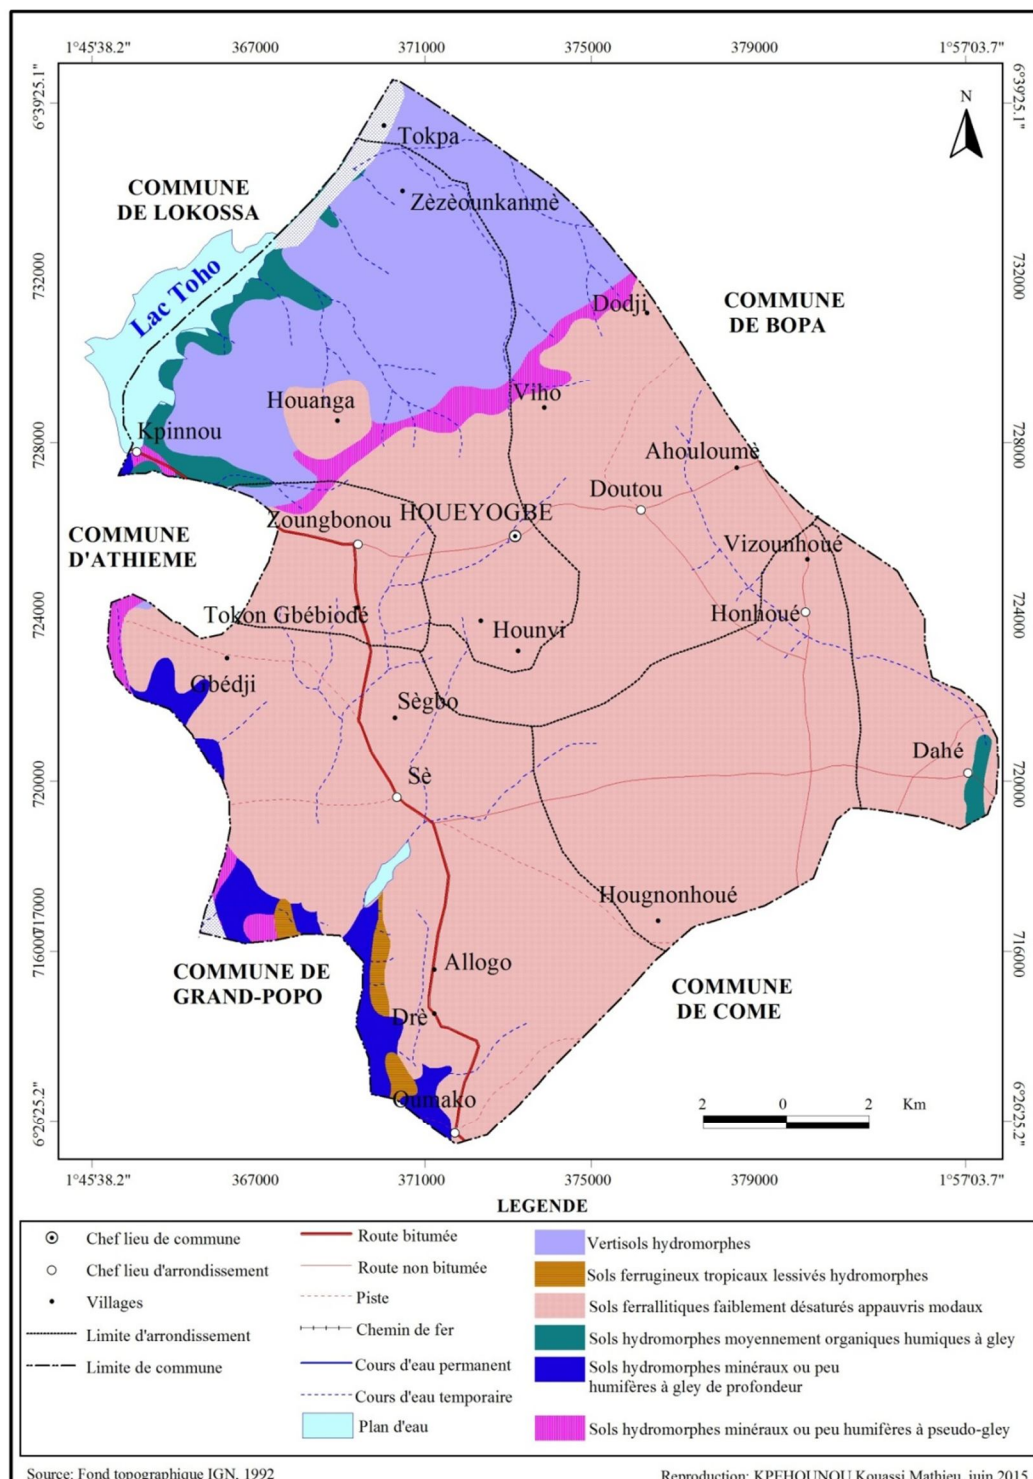 1°45'38.2" 367000 371000 375000 379000 1°57'03.7"
6°39'25.1"
6°39'25.1"
N
Tokpa
COMMUNE
DE LOKOSSA
Zèzèounkanmè
732000
732000
Lac Toho
Dodji
COMMUNE
DE BOPA
Houanga
Viho
728000
728000
Kpinnou
Ahouloumè
Doutou
Zoungbonou
HOUEYOGBE
COMMUNE
D'ATHIEME
Vizounhoué
724000
724000
Tokon Gbébiodé
Hounvi
Honhoué
Gbédji
Sègbo
Dahé
720000
720000
Sè
Hougnonhoué
717000
716000
716000
Allogo
COMMUNE DE
GRAND-POPO
COMMUNE
DE COME
Drè
Oumako
2 0 2 Km
6°26'25.2"
6°26'25.2"
1°45'38.2" 367000 371000 375000 379000 1°57'03.7"
LEGENDE
Chef lieu de commune
Chef lieu d'arrondissement
Villages
Limite d'arrondissement
Limite de commune
Route bitumée
Route non bitumée
Piste
Chemin de fer
Cours d'eau permanent
Cours d'eau temporaire
Plan d'eau
Vertisols hydromorphes
Sols ferrugineux tropicaux lessivés hydromorphes
Sols ferrallitiques faiblement désaturés appauvris modaux
Sols hydromorphes moyennement organiques humiques à gley
Sols hydromorphes minéraux ou peu
humifères à gley de profondeur
Sols hydromorphes minéraux ou peu humifères à pseudo-gley
Source: Fond topographique IGN, 1992
Reproduction: KPEHOUNOU Kouassi Mathieu, juin 2015